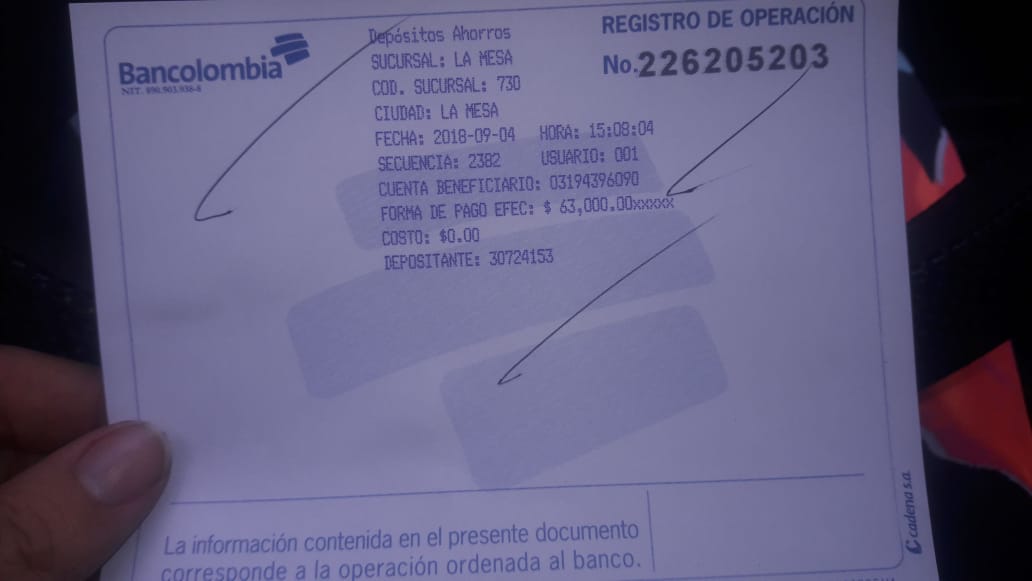 Bancolombia
NIT. 890.903.938-8
REGISTRO DE OPERACIÓN
No. 226205203
Depósitos Ahorros
SUCURSAL: LA MESA
COD. SUCURSAL: 730
CIUDAD: LA MESA
FECHA: 2018-09-04 HORA: 15:08:04
SECUENCIA: 2382 USUARIO: 001
CUENTA BENEFICIARIO: 03194396090
FORMA DE PAGO EFEC: $ 63,000.00xxxxx
COSTO: $0.00
DEPOSITANTE: 30724153
La información contenida en el presente documento
corresponde a la operación ordenada al banco.
cadena s.a.